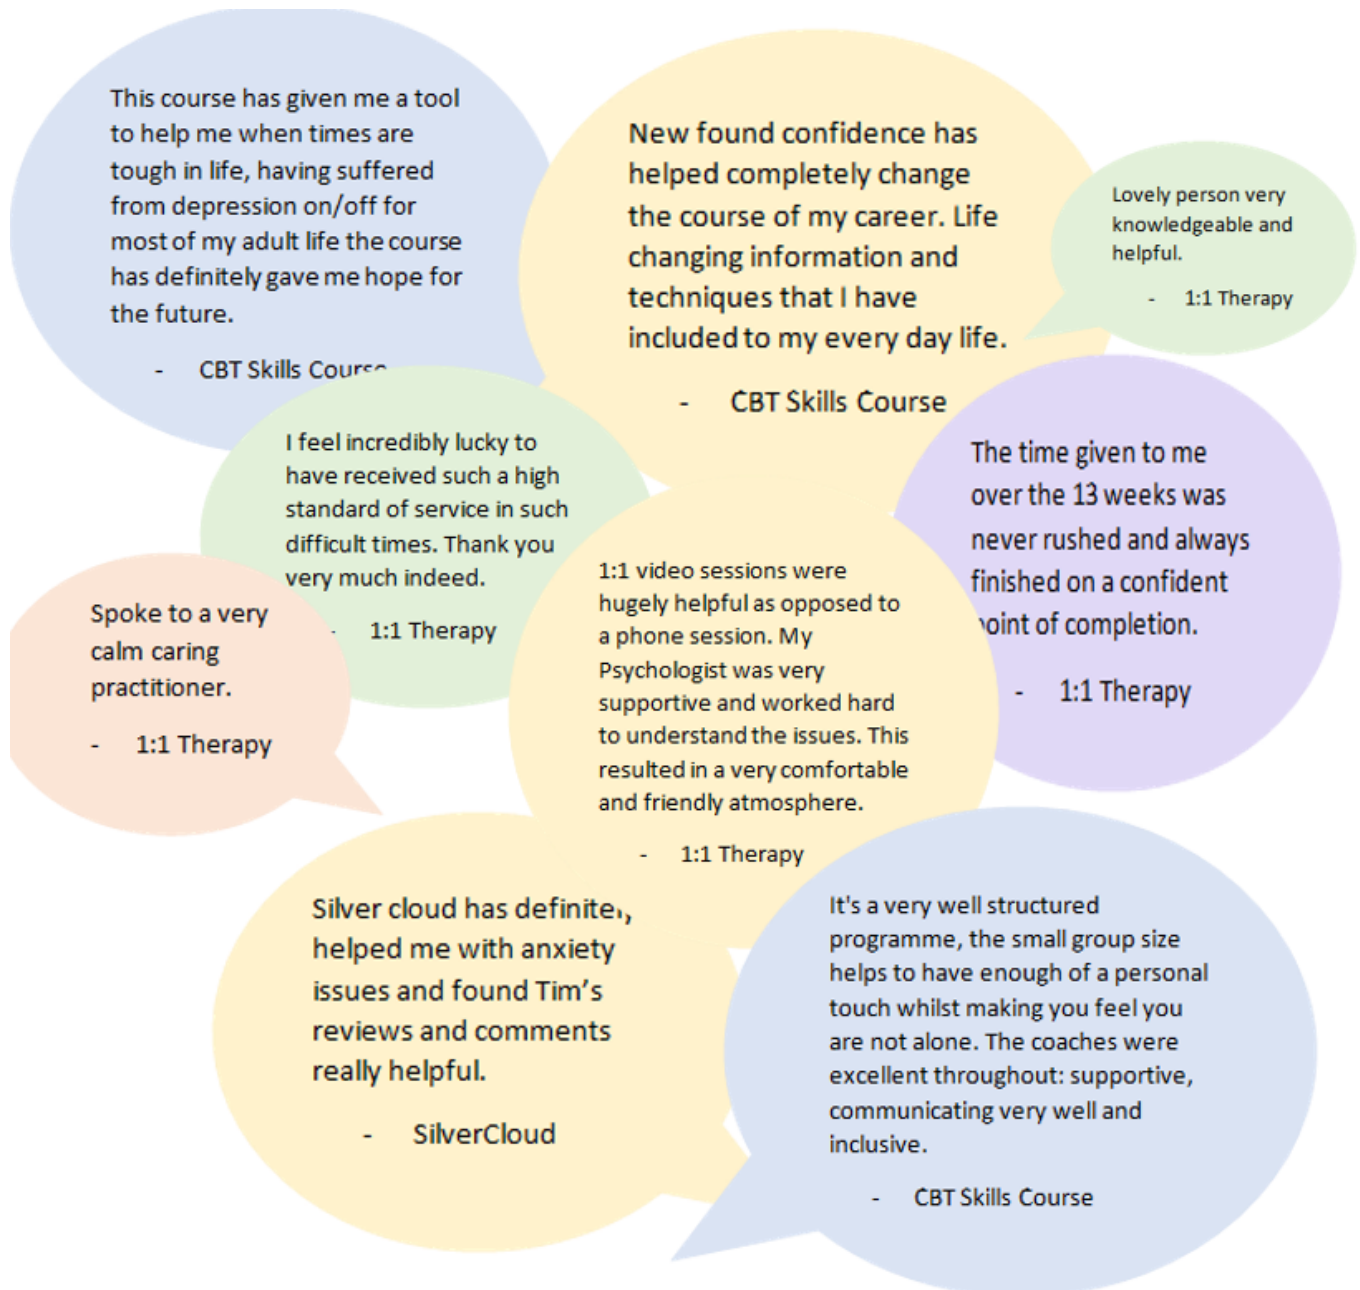 This course has given me a tool
to help me when times are
tough in life, having suffered
from depression on/off for
most of my adult life the course
has definitely gave me hope for
the future.
- CBT Skills Course
New found confidence has
helped completely change
the course of my career. Life
changing information and
techniques that I have
included to my every day life.
- CBT Skills Course
Lovely person very
knowledgeable and
helpful.
- 1:1 Therapy
I feel incredibly lucky to
have received such a high
standard of service in such
difficult times. Thank you
very much indeed.
- 1:1 Therapy
The time given to me
over the 13 weeks was
never rushed and always
finished on a confident
point of completion.
- 1:1 Therapy
Spoke to a very
calm caring
practitioner.
- 1:1 Therapy
1:1 video sessions were
hugely helpful as opposed to
a phone session. My
Psychologist was very
supportive and worked hard
to understand the issues. This
resulted in a very comfortable
and friendly atmosphere.
- 1:1 Therapy
Silver cloud has definitely
helped me with anxiety
issues and found Tim's
reviews and comments
really helpful.
- SilverCloud
It's a very well structured
programme, the small group size
helps to have enough of a personal
touch whilst making you feel you
are not alone. The coaches were
excellent throughout: supportive,
communicating very well and
inclusive.
- CBT Skills Course